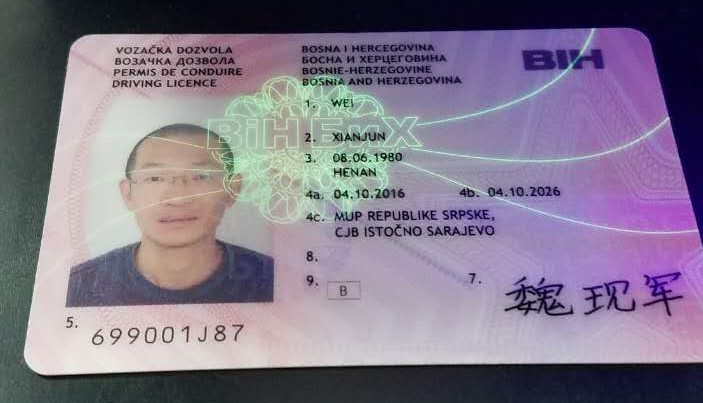 VOZAČKA DOZVOLA
ВОЗАЧКА ДОЗВОЛА
PERMIS DE CONDUIRE
DRIVING LICENCE
BOSNA I HERCEGOVINA
БОСНА И ХЕРЦЕГОВИНА
BOSNIE-HERZEGOVINE
BOSNIA AND HERZEGOVINA
BIH
BiH БиХ
1. WEI
2. XIANJUN
3. 08.06.1980
HENAN
4a. 04.10.2016 4b. 04.10.2026
4c. MUP REPUBLIKE SRPSKE,
CJB ISTOČNO SARAJEVO
8.
9. B
7. 魏现军
5. 699001J87